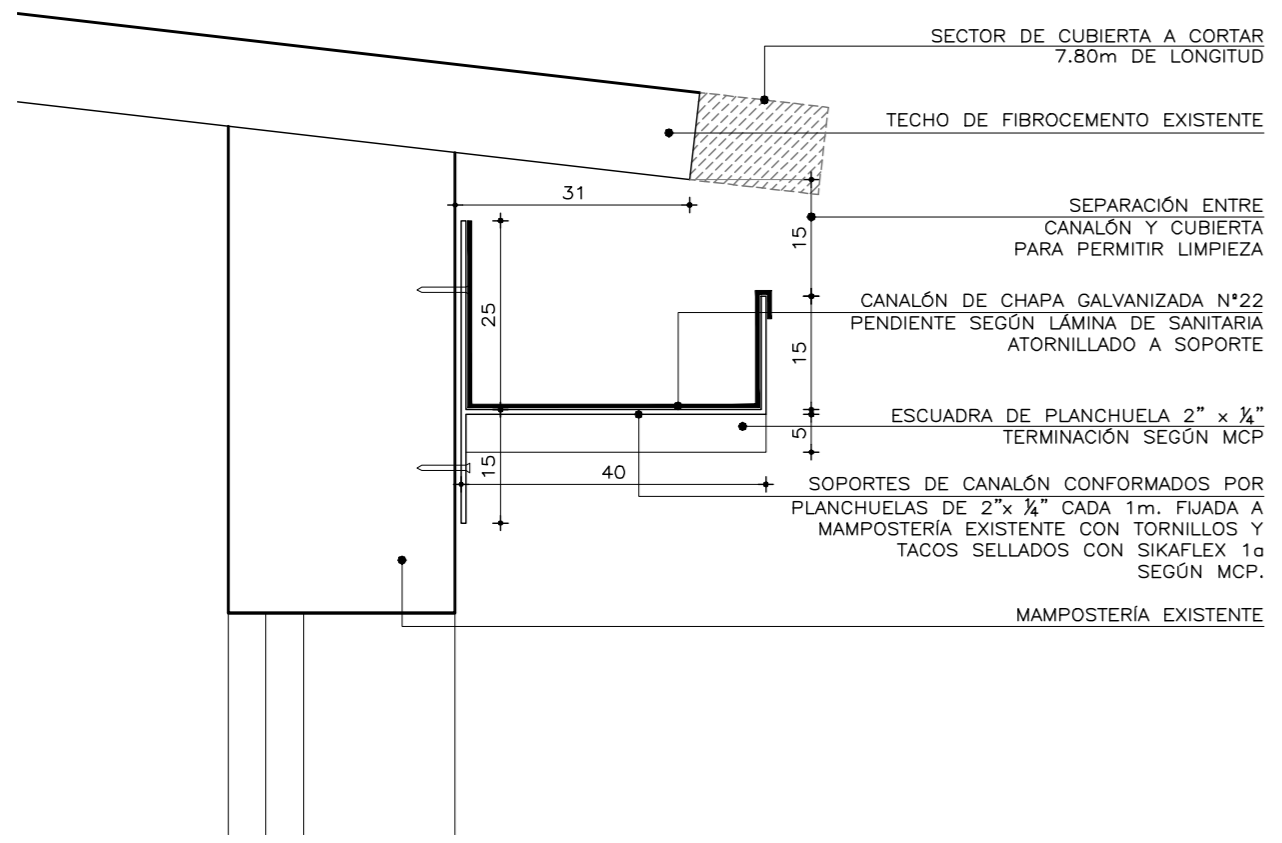 SECTOR DE CUBIERTA A CORTAR
7.80m DE LONGITUD
TECHO DE FIBROCEMENTO EXISTENTE
31
SEPARACIÓN ENTRE
CANALÓN Y CUBIERTA
PARA PERMITIR LIMPIEZA
15
25
CANALÓN DE CHAPA GALVANIZADA N°22
PENDIENTE SEGÚN LÁMINA DE SANITARIA
ATORNILLADO A SOPORTE
15
ESCUADRA DE PLANCHUELA 2" x ¼"
TERMINACIÓN SEGÚN MCP
5
15
40
SOPORTES DE CANALÓN CONFORMADOS POR
PLANCHUELAS DE 2"x ¼" CADA 1m. FIJADA A
MAMPOSTERÍA EXISTENTE CON TORNILLOS Y
TACOS SELLADOS CON SIKAFLEX 1a
SEGÚN MCP.
MAMPOSTERÍA EXISTENTE